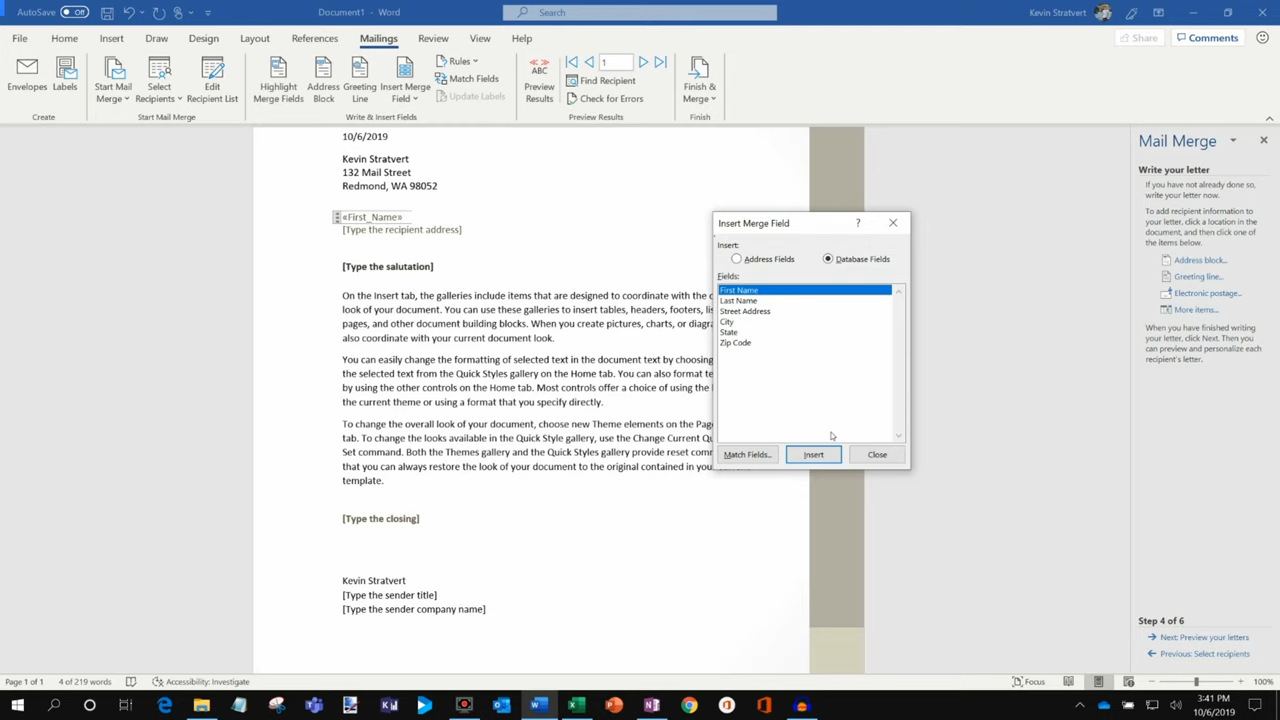 AutoSave Off
Document1 - Word
Search
Kevin Stratvert
File Home Insert Draw Design Layout References Mailings Review View Help
Share Comments
Envelopes
Labels
Create
Start Mail Merge
Select Recipients
Edit Recipient List
Start Mail Merge
Highlight Merge Fields
Address Block
Greeting Line
Insert Merge Field
Rules
Match Fields
Update Labels
Write & Insert Fields
ABC
Preview Results
1
Find Recipient
Check for Errors
Preview Results
Finish & Merge
Finish
10/6/2019
Kevin Stratvert
132 Mail Street
Redmond, WA 98052
«First_Name»
[Type the recipient address]
[Type the salutation]
On the Insert tab, the galleries include items that are designed to coordinate with the
look of your document. You can use these galleries to insert tables, headers, footers,
pages, and other document building blocks. When you create pictures, charts, or
also coordinate with your current document look.
You can easily change the formatting of selected text in the document text by choosing
the selected text from the Quick Styles gallery on the Home tab. You can also format
by using the other controls on the Home tab. Most controls offer a choice of using the
the current theme or using a format that you specify directly.
To change the overall look of your document, choose new Theme elements on the
tab. To change the looks available in the Quick Style gallery, use the Change Current
Set command. Both the Themes gallery and the Quick Styles gallery provide reset
that you can always restore the look of your document to the original contained in
template.
[Type the closing]
Kevin Stratvert
[Type the sender title]
[Type the sender company name]
Insert Merge Field
?
Insert:
Address Fields Database Fields
Fields:
First Name
Last Name
Street Address
City
State
Zip Code
Match Fields... Insert Close
Mail Merge
Write your letter
If you have not already done so,
write your letter now.
To add recipient information to
your letter, click a location in the
document, and then click one of
the items below.
Address block...
Greeting line...
Electronic postage...
More items...
When you have finished writing
your letter, click Next. Then you
can preview and personalize each
recipient's letter.
Step 4 of 6
Next: Preview your letters
Previous: Select recipients
Page 1 of 1 4 of 219 words Accessibility: Investigate
Focus
100%
3:41 PM
10/6/2019